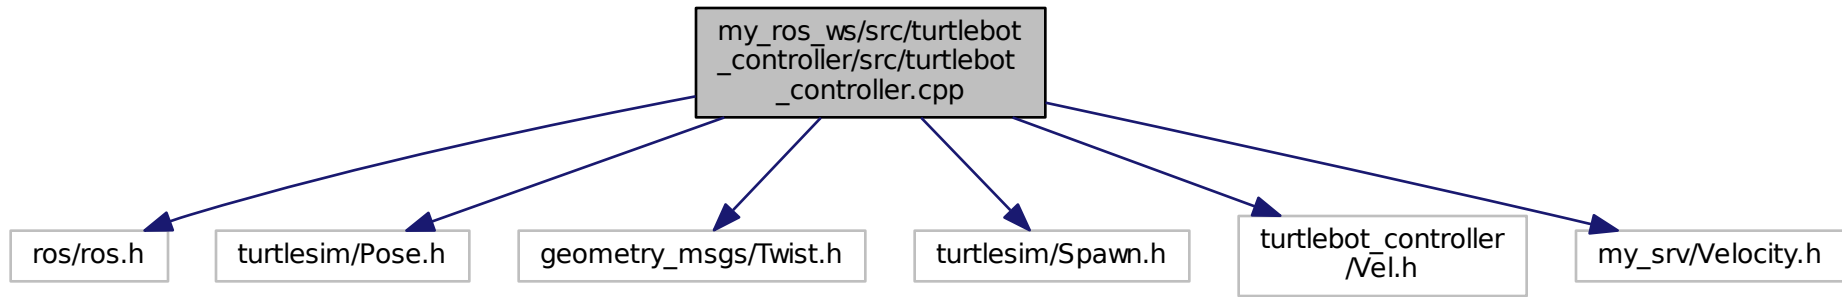 my_ros_ws/src/turtlebot
_controller/src/turtlebot
_controller.cpp
ros/ros.h
turtlesim/Pose.h
geometry_msgs/Twist.h
turtlesim/Spawn.h
turtlebot_controller
/Vel.h
my_srv/Velocity.h